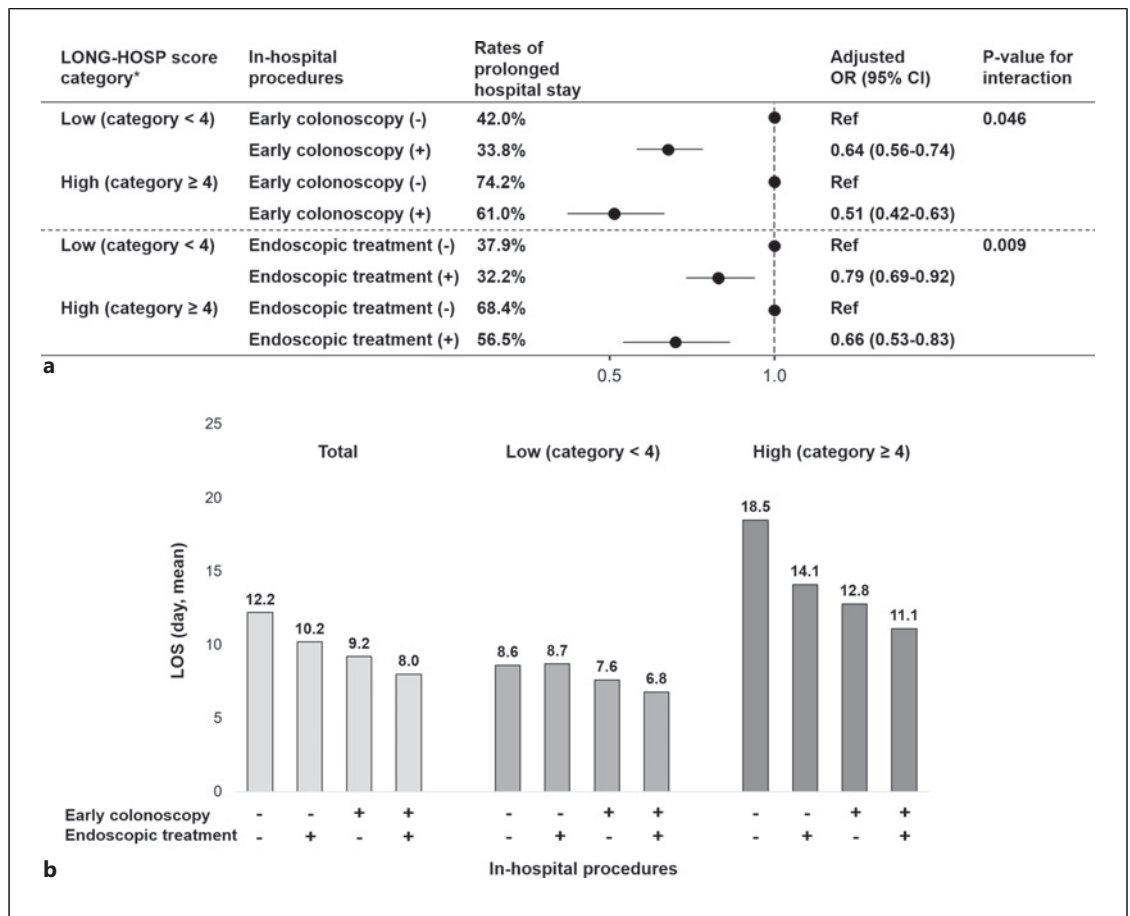 LONG-HOSP score category* In-hospital procedures Rates of prolonged hospital stay Adjusted OR (95% CI) P-value for interaction
Low (category < 4) Early colonoscopy (-) 42.0% Ref 0.046
Early colonoscopy (+) 33.8% 0.64 (0.56-0.74)
High (category ≥ 4) Early colonoscopy (-) 74.2% Ref
Early colonoscopy (+) 61.0% 0.51 (0.42-0.63)
Low (category < 4) Endoscopic treatment (-) 37.9% Ref 0.009
Endoscopic treatment (+) 32.2% 0.79 (0.69-0.92)
High (category ≥ 4) Endoscopic treatment (-) 68.4% Ref
Endoscopic treatment (+) 56.5% 0.66 (0.53-0.83)
a
0.5 1.0
25
Total Low (category < 4) High (category ≥ 4)
20
18.5
15
14.1
12.8
12.2
11.1
10.2
10
9.2
8.6 8.7
8.0
7.6
6.8
5
0
LOS (day, mean)
Early colonoscopy - - + + - - + + - - + +
Endoscopic treatment - + - + - + - + - + - +
b
In-hospital procedures